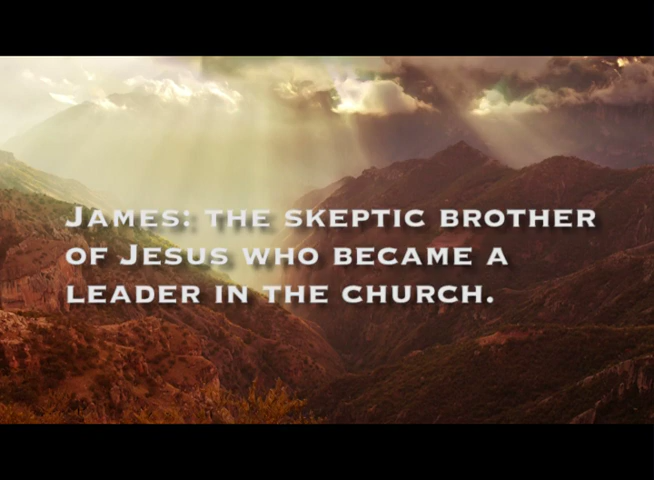 James: the skeptic brother
of Jesus who became a
leader in the church.